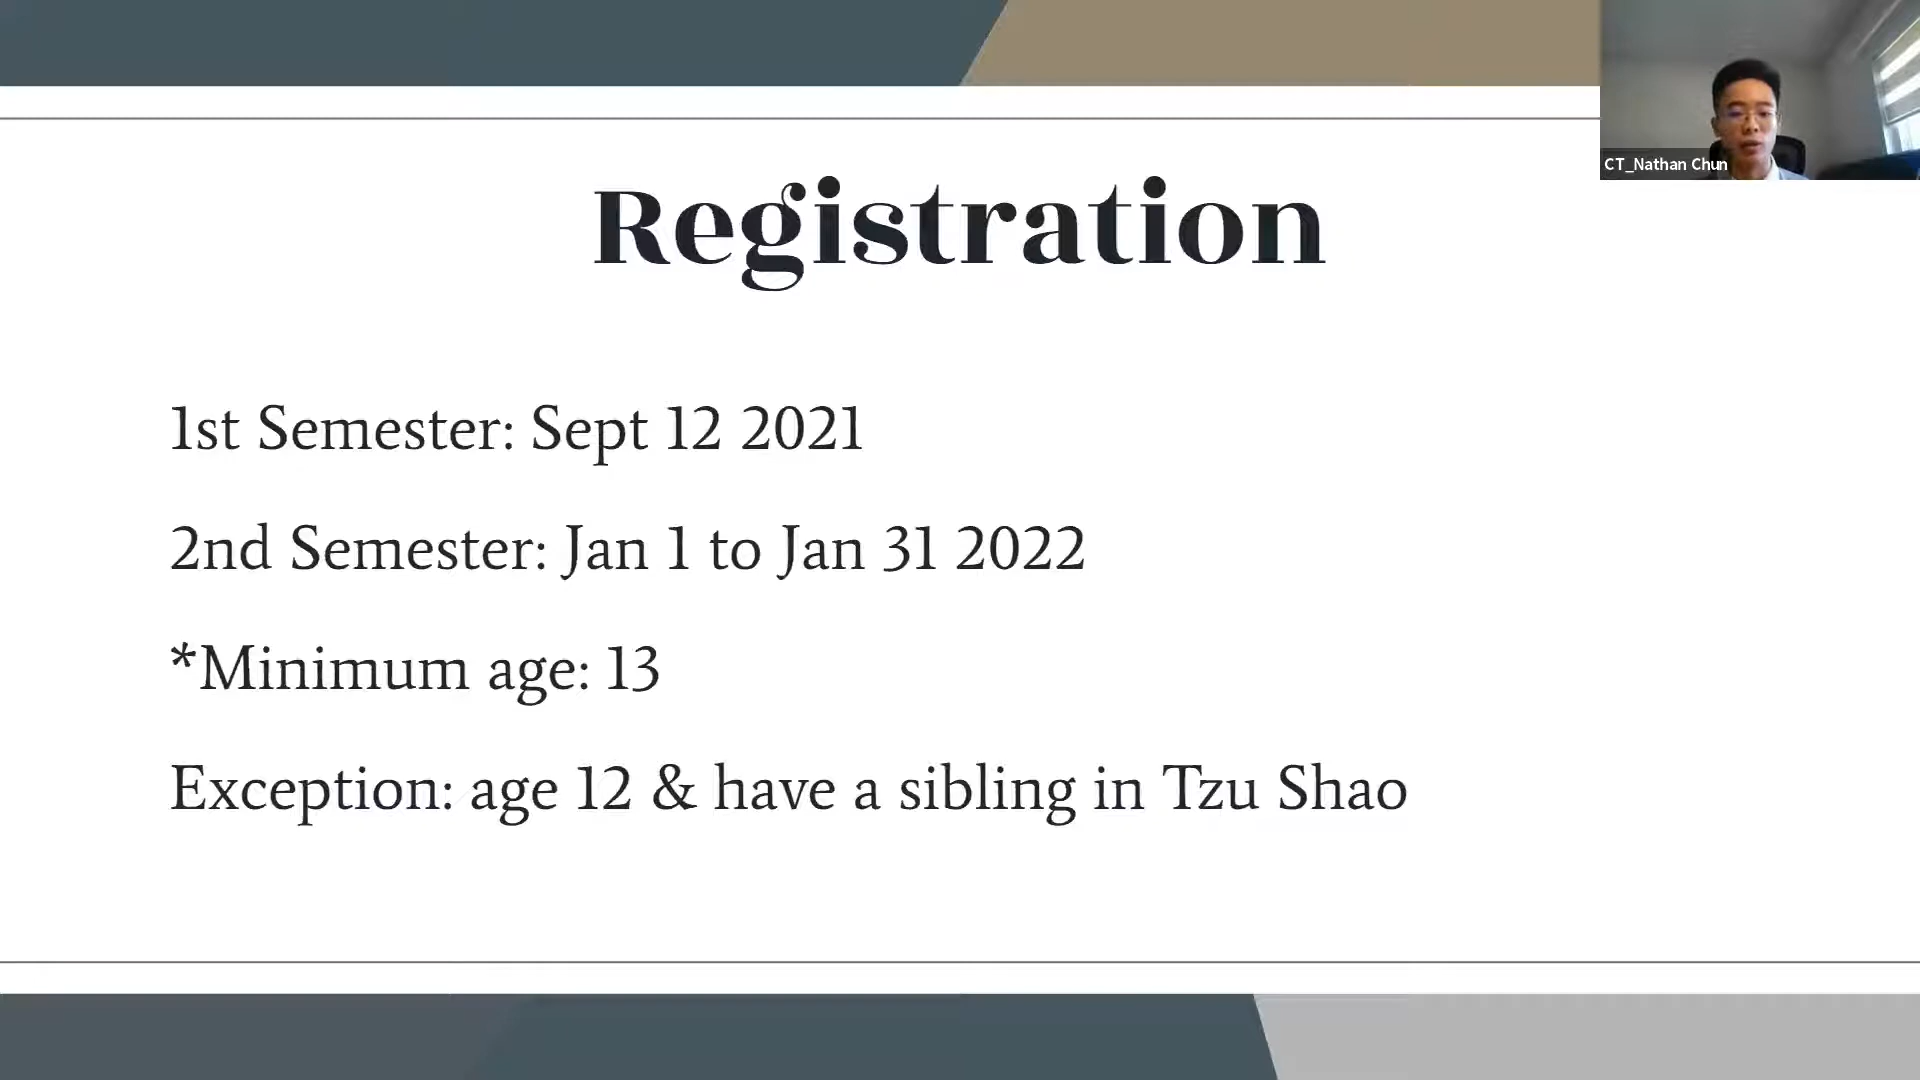 CT_Nathan Chun
Registration
1st Semester: Sept 12 2021
2nd Semester: Jan 1 to Jan 31 2022
*Minimum age: 13
Exception: age 12 & have a sibling in Tzu Shao